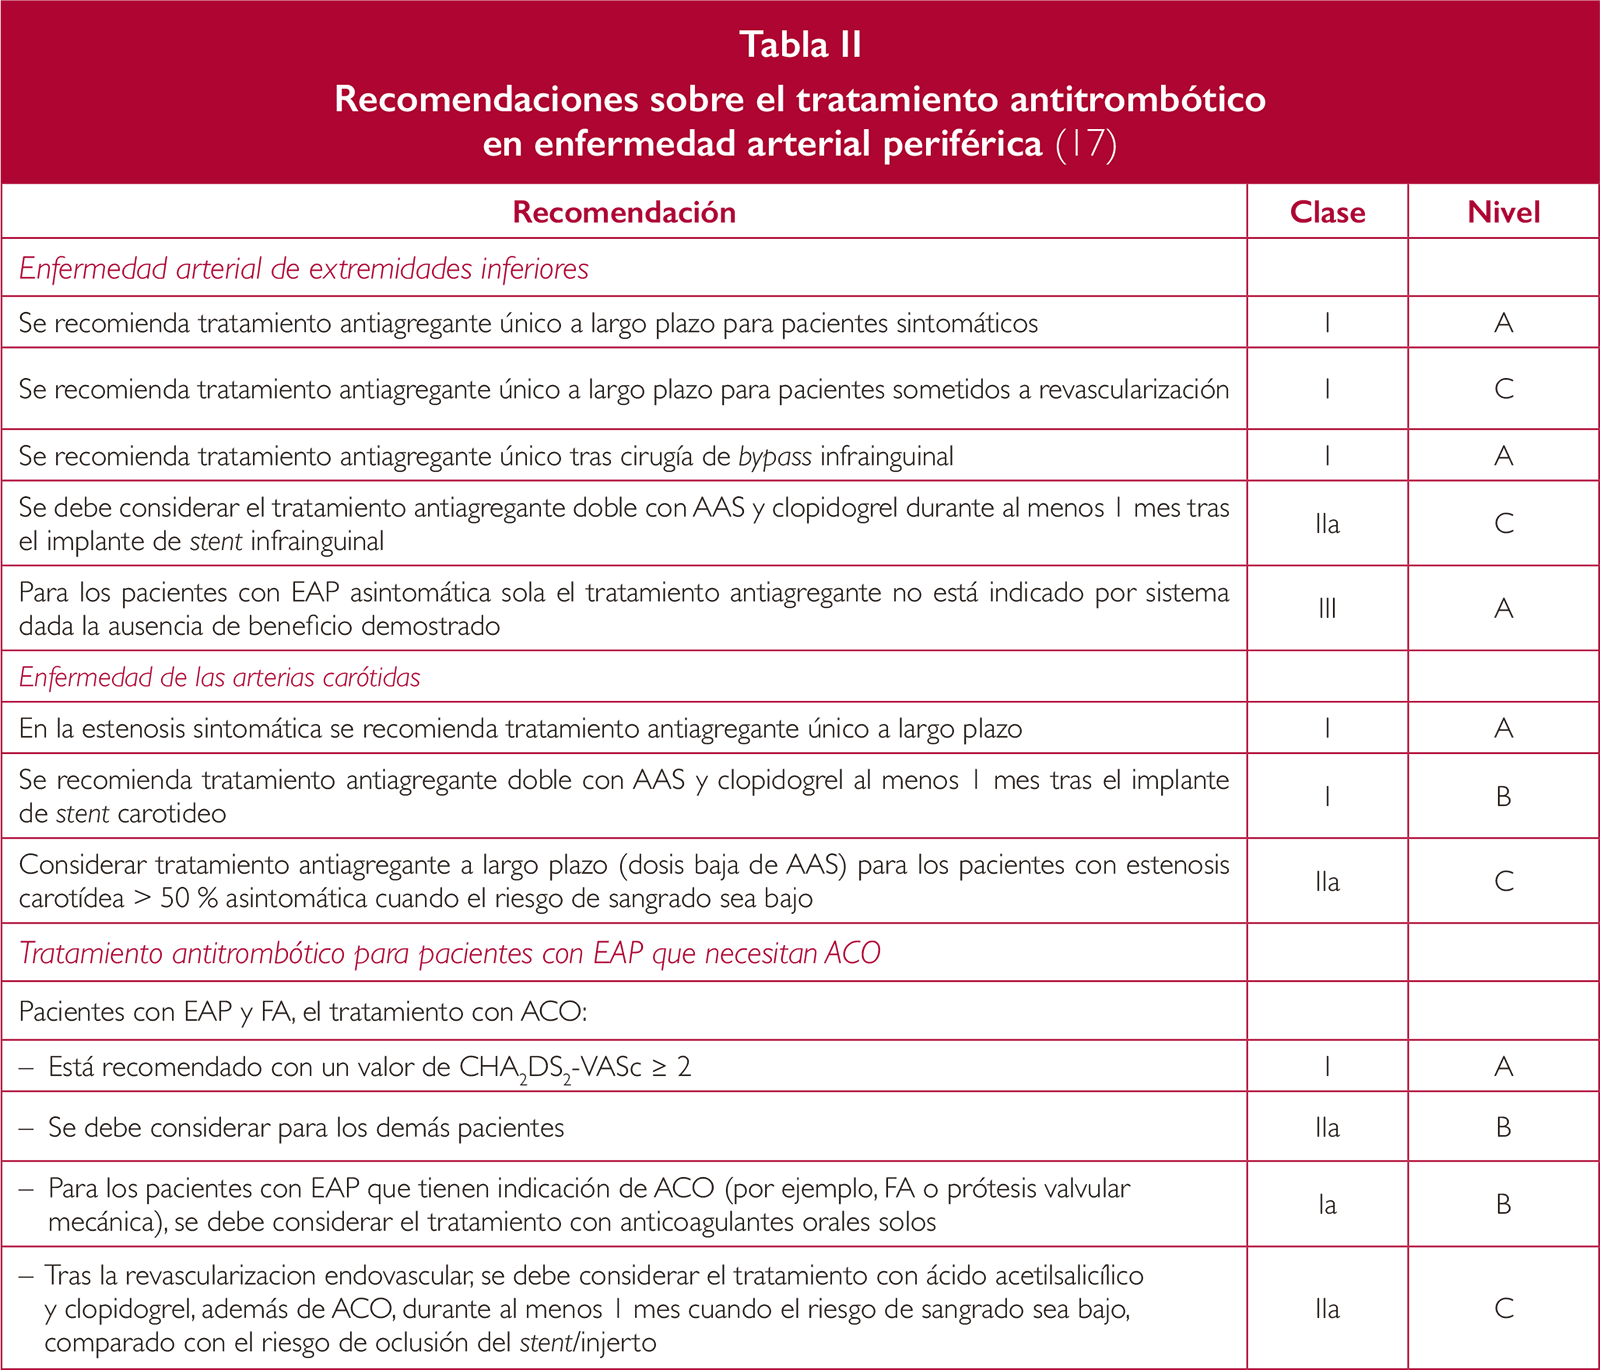 Tabla II
Recomendaciones sobre el tratamiento antitrombótico
en enfermedad arterial periférica (17)
Recomendación Clase Nivel
Enfermedad arterial de extremidades inferiores
Se recomienda tratamiento antiagregante único a largo plazo para pacientes sintomáticos I A
Se recomienda tratamiento antiagregante único a largo plazo para pacientes sometidos a revascularización I C
Se recomienda tratamiento antiagregante único tras cirugía de bypass infrainguinal I A
Se debe considerar el tratamiento antiagregante doble con AAS y clopidogrel durante al menos 1 mes tras
el implante de stent infrainguinal IIa C
Para los pacientes con EAP asintomática sola el tratamiento antiagregante no está indicado por sistema
dada la ausencia de beneficio demostrado III A
Enfermedad de las arterias carótidas
En la estenosis sintomática se recomienda tratamiento antiagregante único a largo plazo I A
Se recomienda tratamiento antiagregante doble con AAS y clopidogrel al menos 1 mes tras el implante
de stent carotideo I B
Considerar tratamiento antiagregante a largo plazo (dosis baja de AAS) para los pacientes con estenosis
carotídea > 50 % asintomática cuando el riesgo de sangrado sea bajo IIa C
Tratamiento antitrombótico para pacientes con EAP que necesitan ACO
Pacientes con EAP y FA, el tratamiento con ACO:
– Está recomendado con un valor de CHA₂DS₂-VASc ≥ 2 I A
– Se debe considerar para los demás pacientes IIa B
– Para los pacientes con EAP que tienen indicación de ACO (por ejemplo, FA o prótesis valvular
mecánica), se debe considerar el tratamiento con anticoagulantes orales solos Ia B
– Tras la revascularizacion endovascular, se debe considerar el tratamiento con ácido acetilsalicílico
y clopidogrel, además de ACO, durante al menos 1 mes cuando el riesgo de sangrado sea bajo,
comparado con el riesgo de oclusión del stent/injerto IIa C